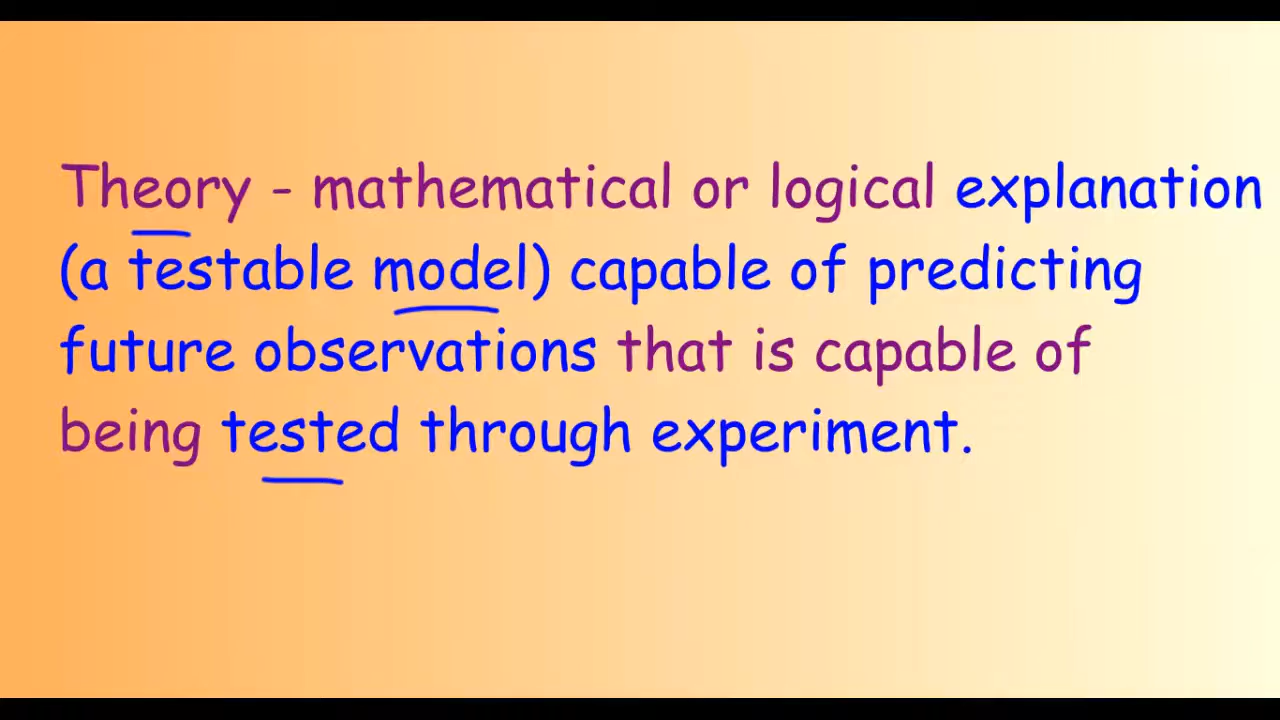 Theory - mathematical or logical explanation
(a testable model) capable of predicting
future observations that is capable of
being tested through experiment.